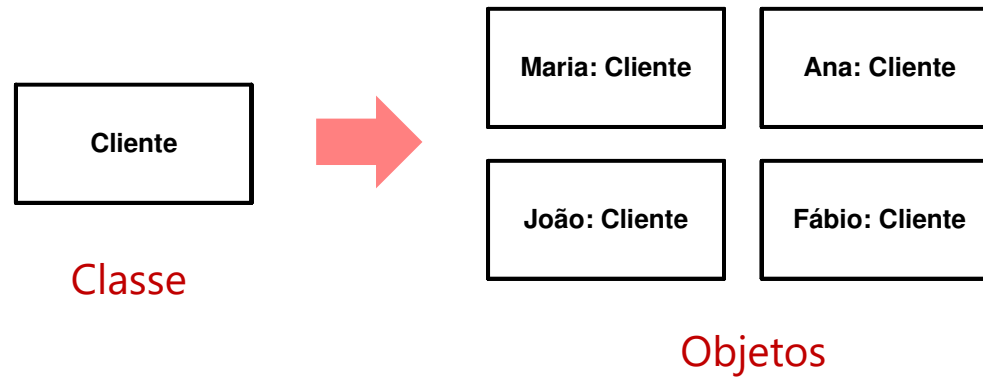 Cliente
Classe
Maria: Cliente
Ana: Cliente
João: Cliente
Fábio: Cliente
Objetos